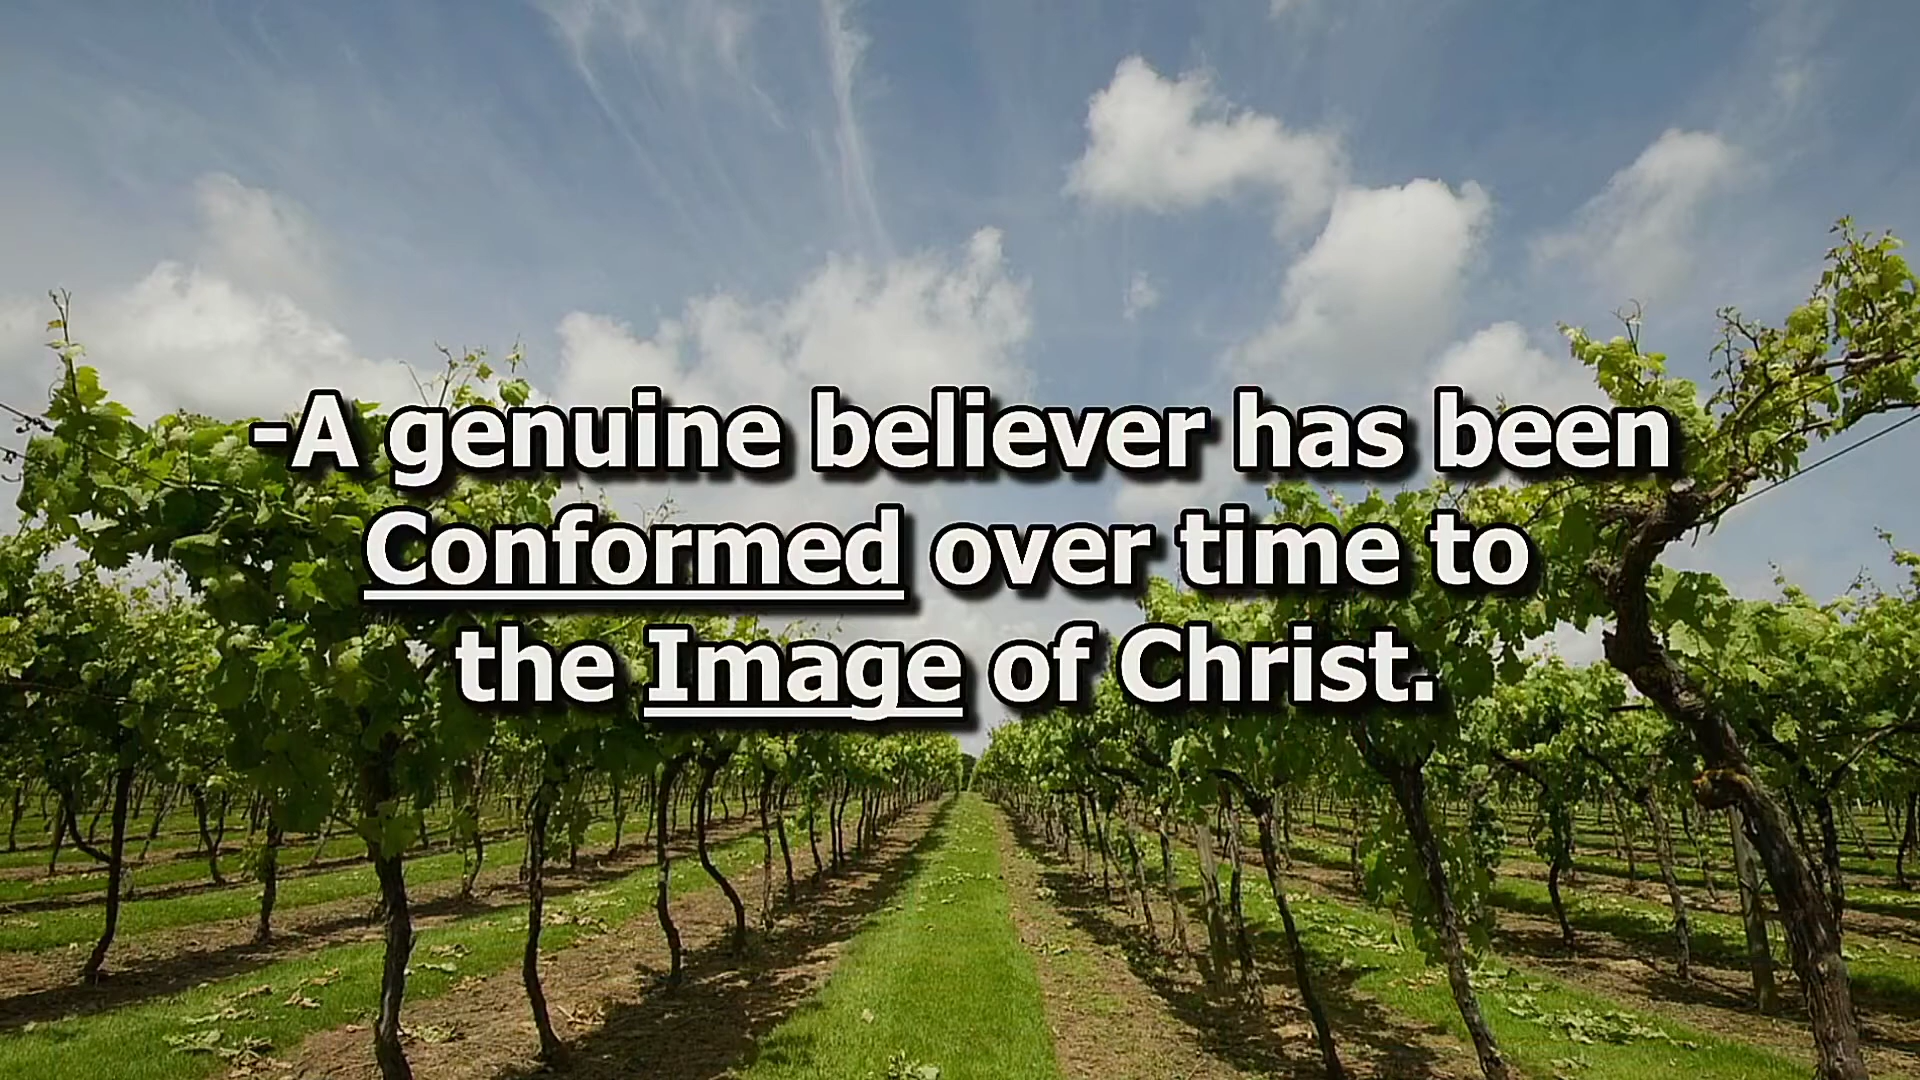 -A genuine believer has been
Conformed over time to
the Image of Christ.